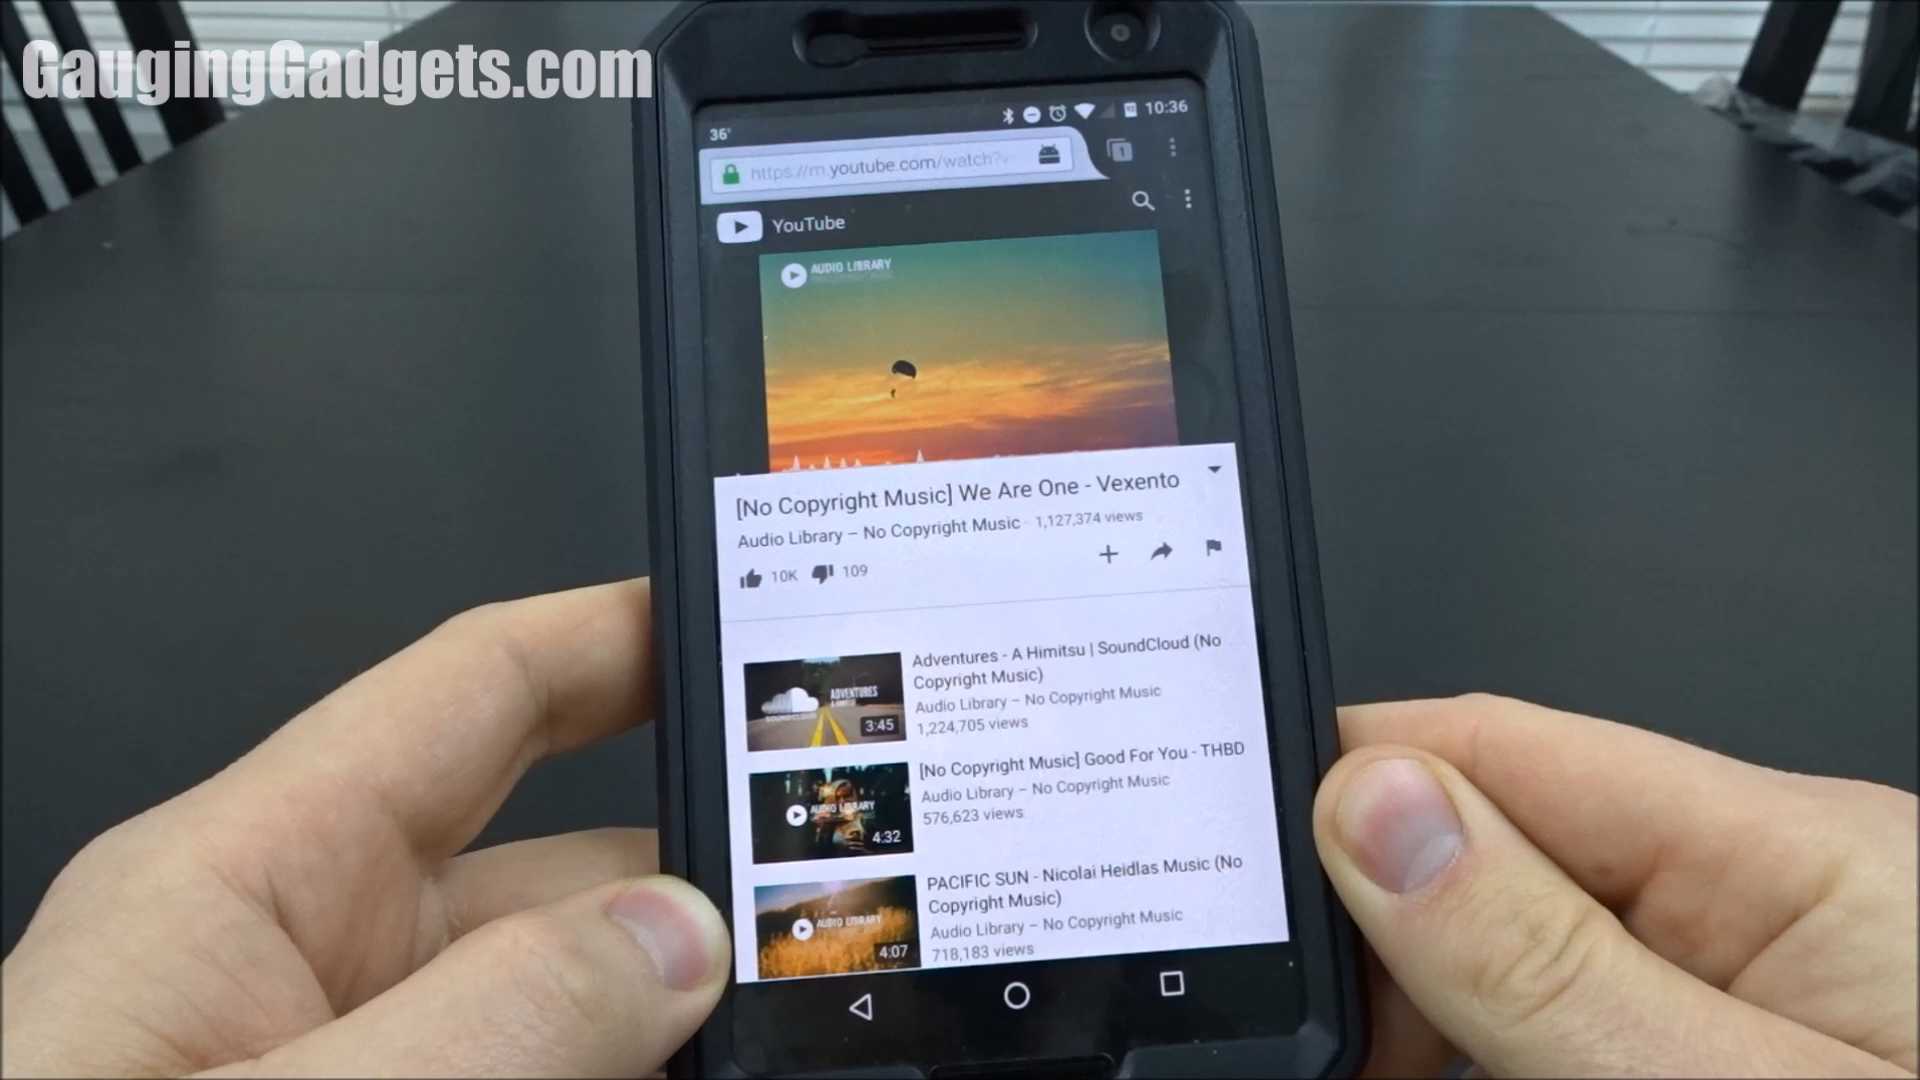 GaugingGadgets.com
36°
10:36
https://m.youtube.com/watch?v
1
YouTube
AUDIO LIBRARY
[No Copyright Music] We Are One - Vexento
Audio Library – No Copyright Music · 1,127,374 views
10K 109
ADVENTURES
SOUNDCLOUD
3:45
Adventures - A Himitsu | SoundCloud (No
Copyright Music)
Audio Library – No Copyright Music
1,224,705 views
AUDIO LIBRARY
4:32
[No Copyright Music] Good For You - THBD
Audio Library – No Copyright Music
576,623 views
AUDIO LIBRARY
4:07
PACIFIC SUN - Nicolai Heidlas Music (No
Copyright Music)
Audio Library – No Copyright Music
718,183 views